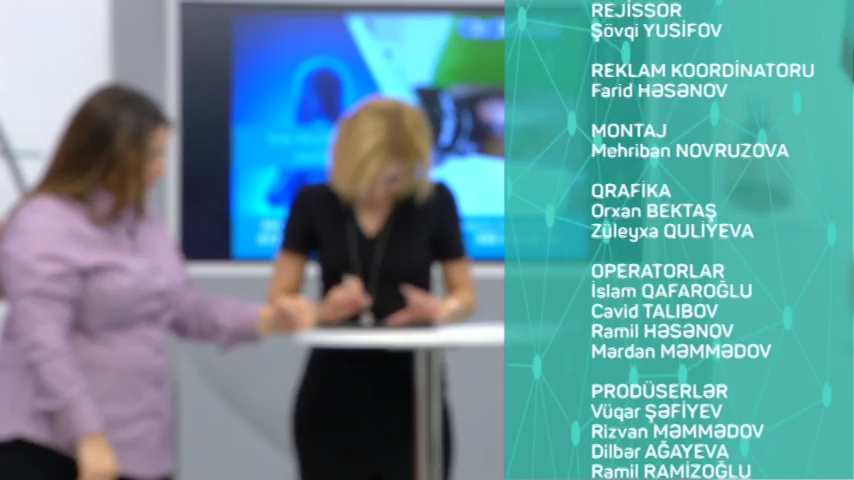 REJİSSOR
Şövqi YUSİFOV
REKLAM KOORDİNATORU
Farid HƏSƏNOV
MONTAJ
Mehriban NOVRUZOVA
QRAFİKA
Orxan BEKTAŞ
Züleyxa QULİYEVA
OPERATORLAR
İslam QAFAROĞLU
Cavid TALIBOV
Ramil HƏSƏNOV
Mərdan MƏMMƏDOV
PRODÜSERLƏR
Vüqar ŞƏFİYEV
Rizvan MƏMMƏDOV
Dilbər AĞAYEVA
Ramil RAMİZOĞLU